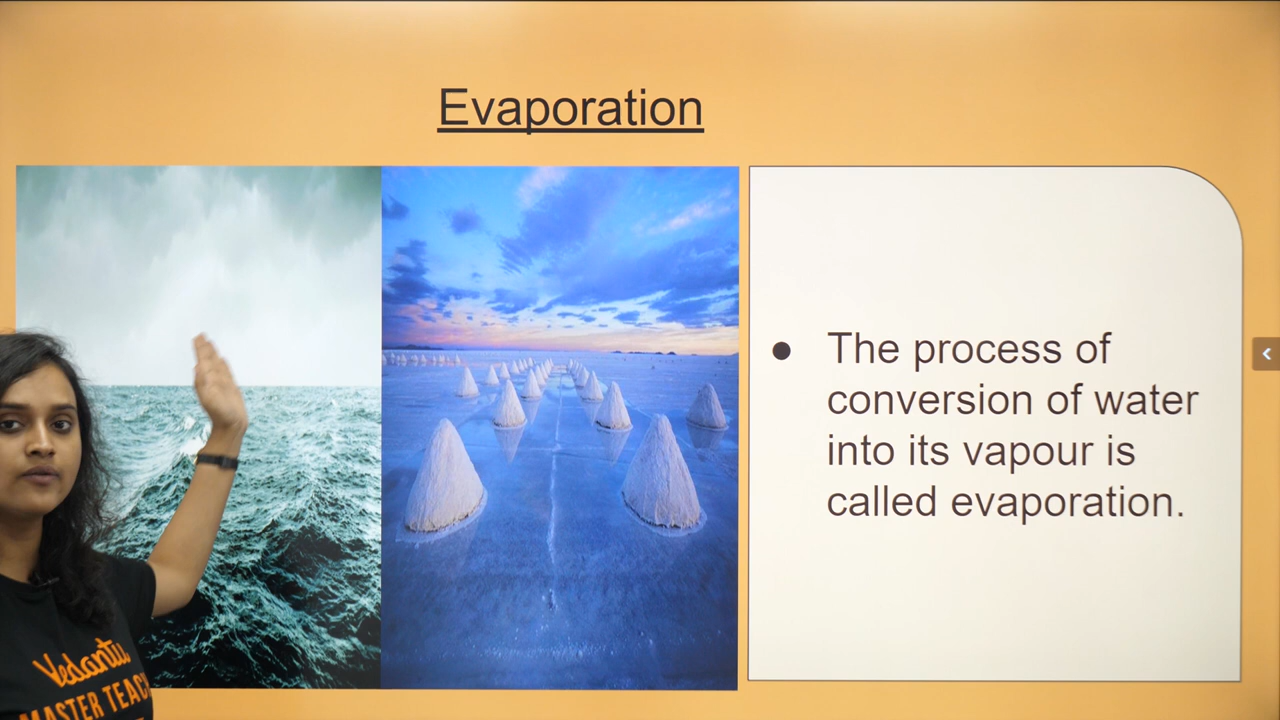 Evaporation
● The process of
conversion of water
into its vapour is
called evaporation.
Vedantu
MASTER TEACH